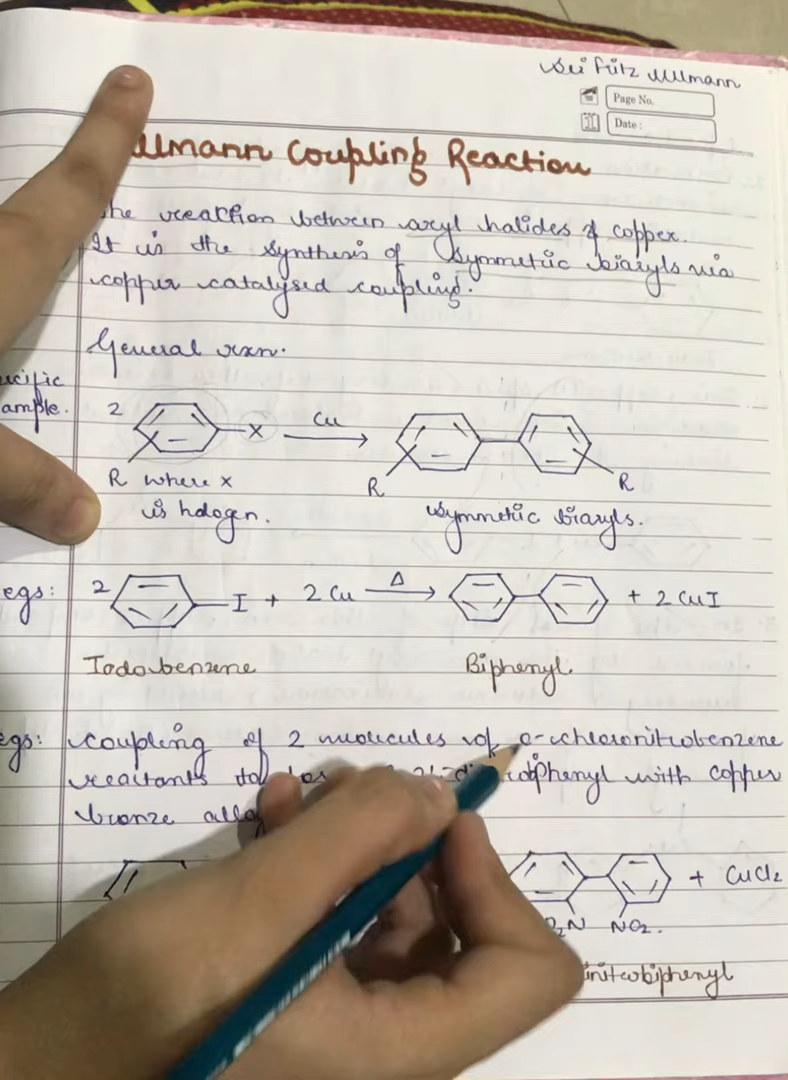 Sir Fritz Ullmann
Page No.
Date:
Ullmann Coupling Reaction
The reaction between aryl halides & copper.
It is the synthesis of symmetric biaryls via
copper catalysed coupling.
General rxn.
2 X Cu
R where x R R
is halogen. symmetric biaryls.
egs: 2 I + 2 Cu Δ + 2 CuI
Iodobenzene Biphenyl
egs: coupling of 2 molecules of o-chloronitrobenzene
reactants to phenyl with copper
bronze
+ CuCl2
NO2.